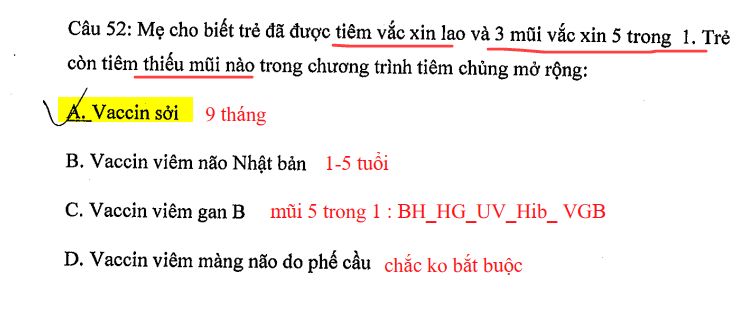 Câu 52: Mẹ cho biết trẻ đã được tiêm vắc xin lao và 3 mũi vắc xin 5 trong 1. Trẻ
còn tiêm thiếu mũi nào trong chương trình tiêm chủng mở rộng:
A. Vaccin sởi 9 tháng
B. Vaccin viêm não Nhật bản 1-5 tuổi
C. Vaccin viêm gan B mũi 5 trong 1 : BH_HG_UV_Hib_ VGB
D. Vaccin viêm màng não do phế cầu chắc ko bắt buộc